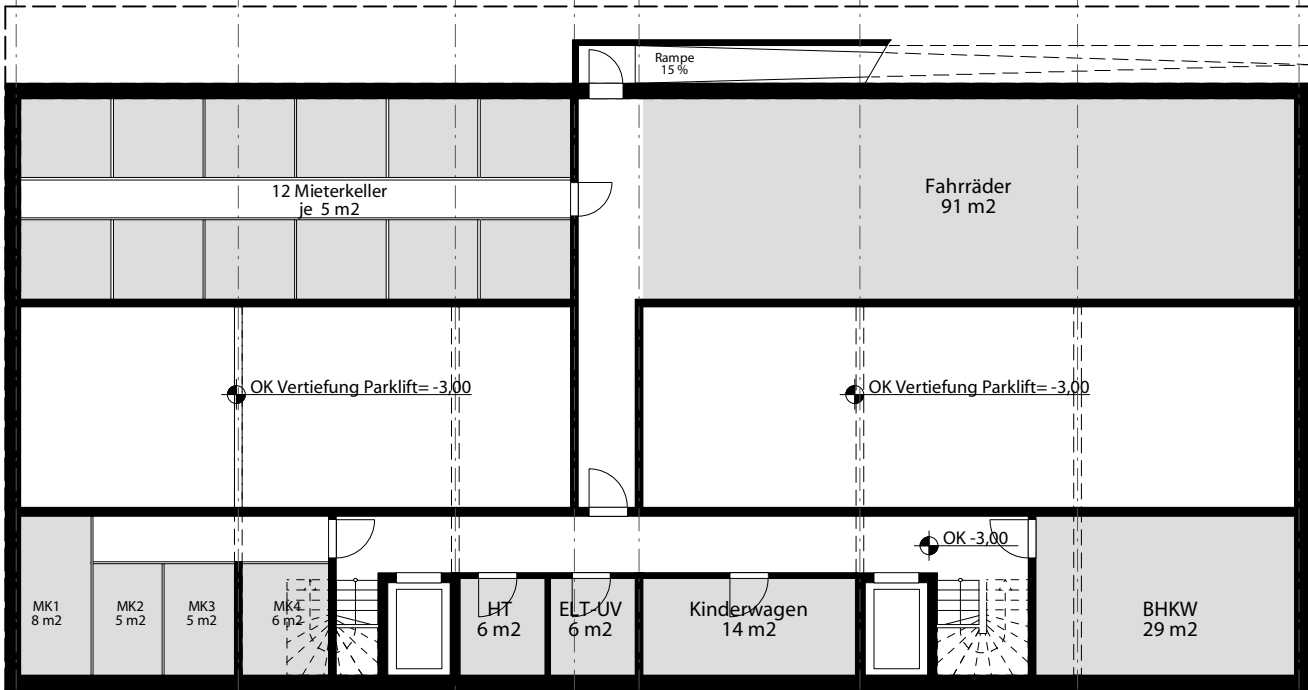 Rampe
15 %
12 Mieterkeller
je 5 m2
Fahrräder
91 m2
OK Vertiefung Parklift= -3,00
OK Vertiefung Parklift= -3,00
OK -3,00
MK1
8 m2
MK2
5 m2
MK3
5 m2
MK4
6 m2
HT
6 m2
ELT-UV
6 m2
Kinderwagen
14 m2
BHKW
29 m2